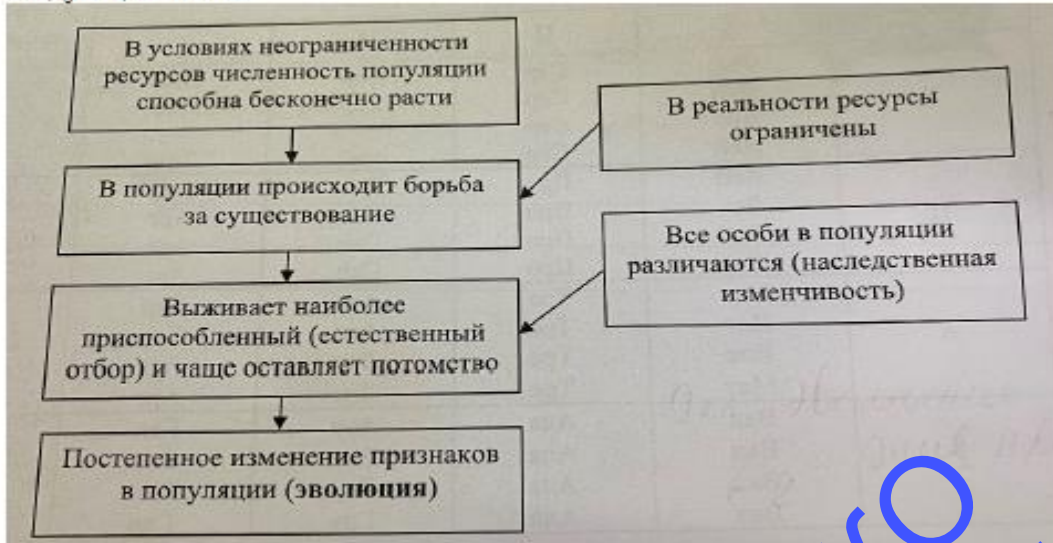 В условиях неограниченности
ресурсов численность популяции
способна бесконечно расти
В реальности ресурсы
ограничены
В популяции происходит борьба
за существование
Все особи в популяции
различаются (наследственная
изменчивость)
Выживает наиболее
приспособленный (естественный
отбор) и чаще оставляет потомство
Постепенное изменение признаков
в популяции (эволюция)